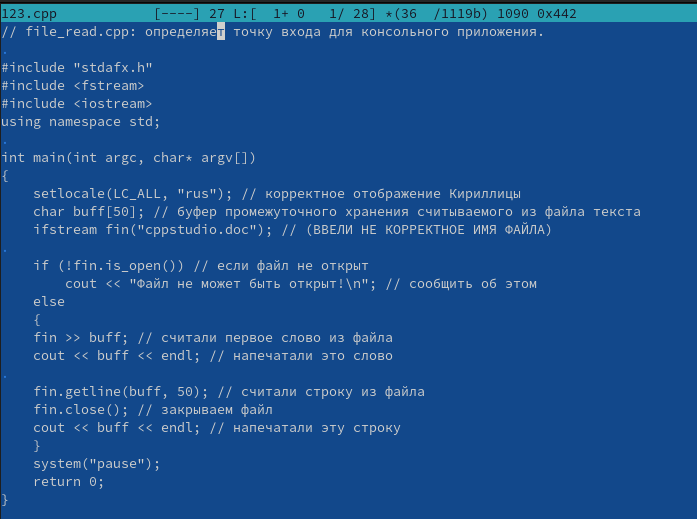 123.cpp [----] 27 L:[ 1+ 0 1/ 28] *(36 /1119b) 1090 0x442
// file_read.cpp: определяет точку входа для консольного приложения.
.
#include "stdafx.h"
#include <fstream>
#include <iostream>
using namespace std;
.
int main(int argc, char* argv[])
{
    setlocale(LC_ALL, "rus"); // корректное отображение Кириллицы
    char buff[50]; // буфер промежуточного хранения считываемого из файла текста
    ifstream fin("cppstudio.doc"); // (ВВЕЛИ НЕ КОРРЕКТНОЕ ИМЯ ФАЙЛА)
.
    if (!fin.is_open()) // если файл не открыт
        cout << "Файл не может быть открыт!\n"; // сообщить об этом
    else
    {
    fin >> buff; // считали первое слово из файла
    cout << buff << endl; // напечатали это слово
.
    fin.getline(buff, 50); // считали строку из файла
    fin.close(); // закрываем файл
    cout << buff << endl; // напечатали эту строку
    }
    system("pause");
    return 0;
}